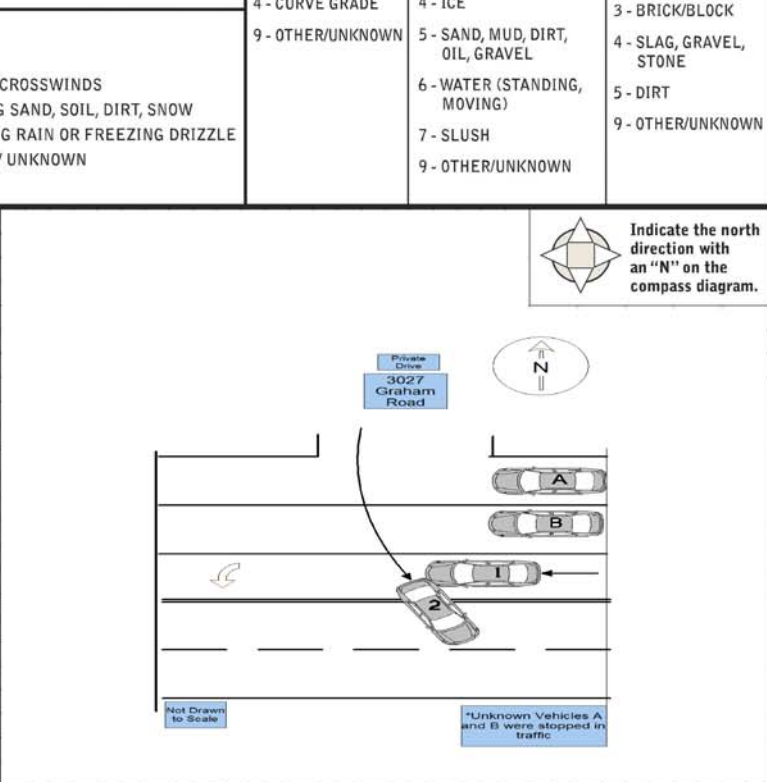 4 - CURVE GRADE
9 - OTHER/UNKNOWN
4 - ICE
5 - SAND, MUD, DIRT,
OIL, GRAVEL
6 - WATER (STANDING,
MOVING)
7 - SLUSH
9 - OTHER/UNKNOWN
3 - BRICK/BLOCK
4 - SLAG, GRAVEL,
STONE
5 - DIRT
9 - OTHER/UNKNOWN
CROSSWINDS
G SAND, SOIL, DIRT, SNOW
G RAIN OR FREEZING DRIZZLE
/ UNKNOWN
Indicate the north
direction with
an "N" on the
compass diagram.
Private
Drive
3027
Graham
Road
N
A
B
1
2
Not Drawn
to Scale
*Unknown Vehicles A
and B were stopped in
traffic